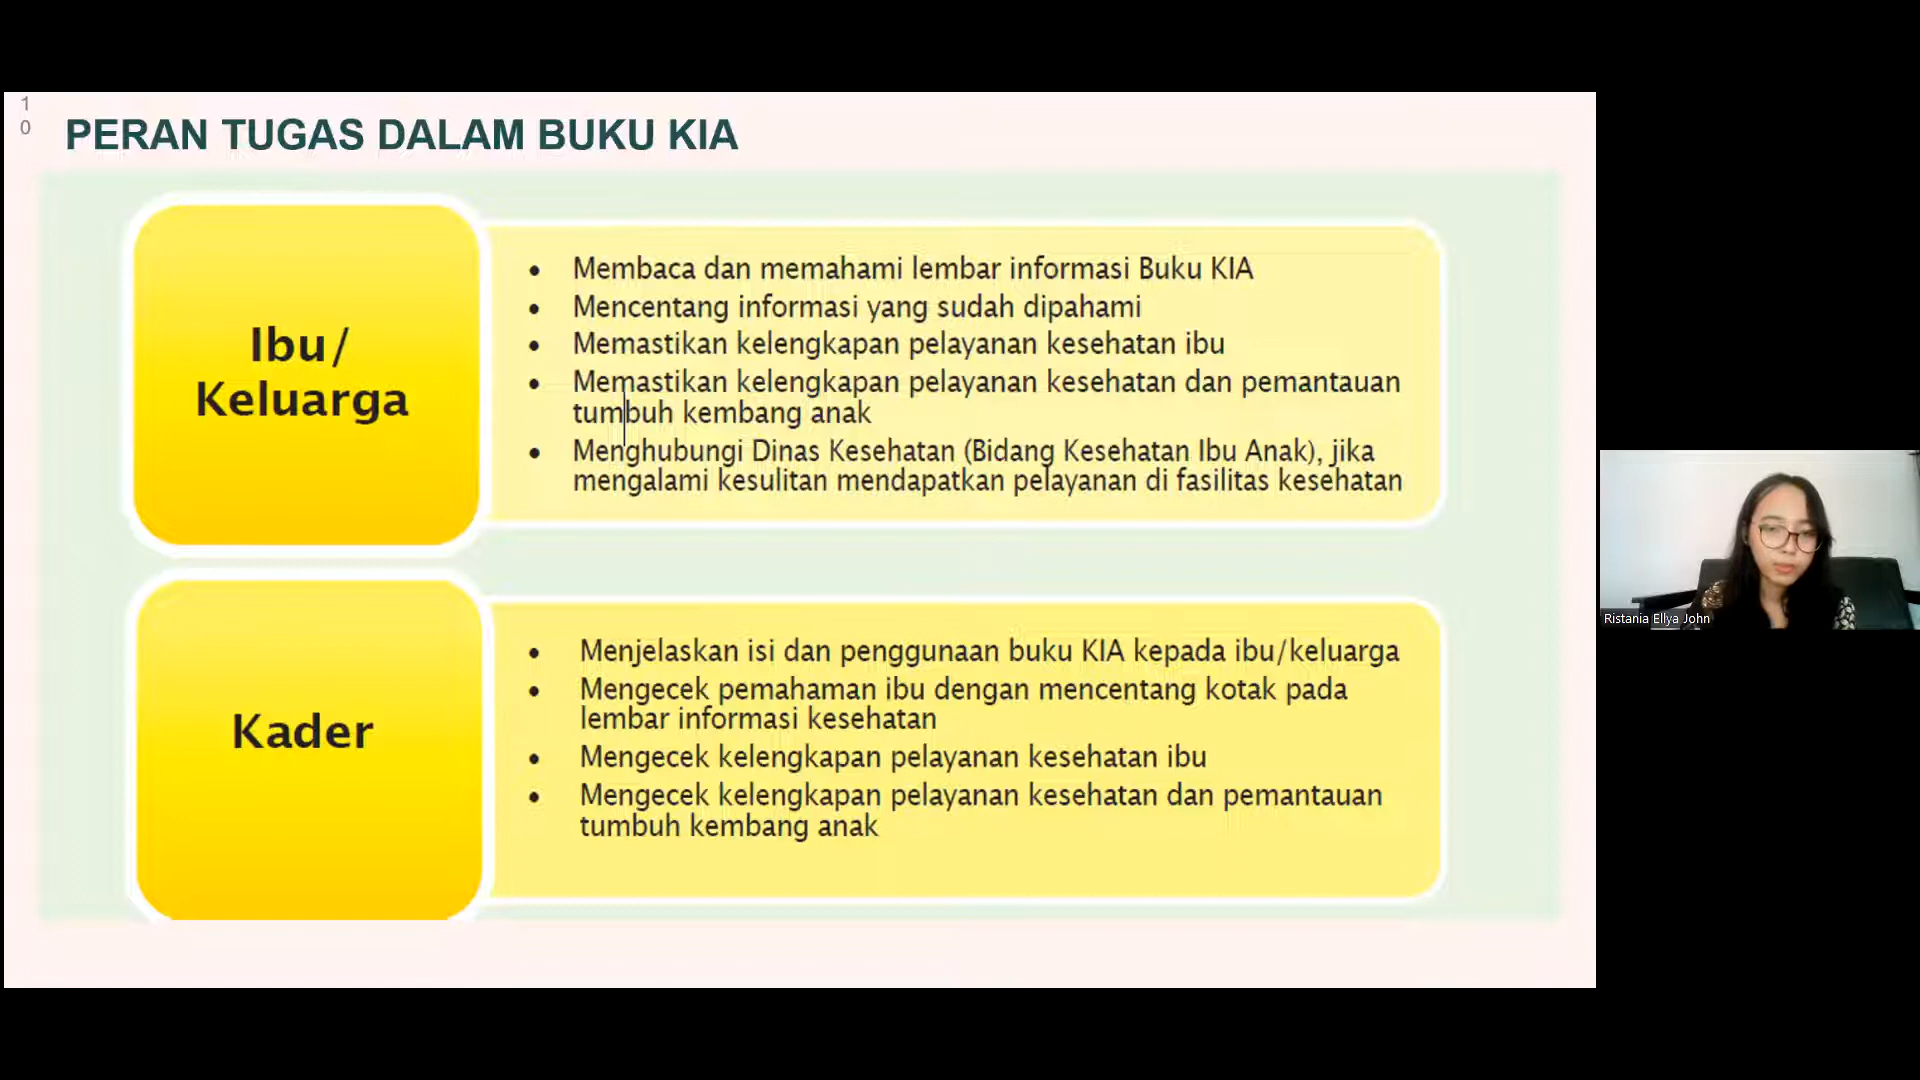 1
0
PERAN TUGAS DALAM BUKU KIA
Ibu/
Keluarga
• Membaca dan memahami lembar informasi Buku KIA
• Mencentang informasi yang sudah dipahami
• Memastikan kelengkapan pelayanan kesehatan ibu
• Memastikan kelengkapan pelayanan kesehatan dan pemantauan
tumbuh kembang anak
• Menghubungi Dinas Kesehatan (Bidang Kesehatan Ibu Anak), jika
mengalami kesulitan mendapatkan pelayanan di fasilitas kesehatan
Kader
• Menjelaskan isi dan penggunaan buku KIA kepada ibu/keluarga
• Mengecek pemahaman ibu dengan mencentang kotak pada
lembar informasi kesehatan
• Mengecek kelengkapan pelayanan kesehatan ibu
• Mengecek kelengkapan pelayanan kesehatan dan pemantauan
tumbuh kembang anak
Ristania Ellya John